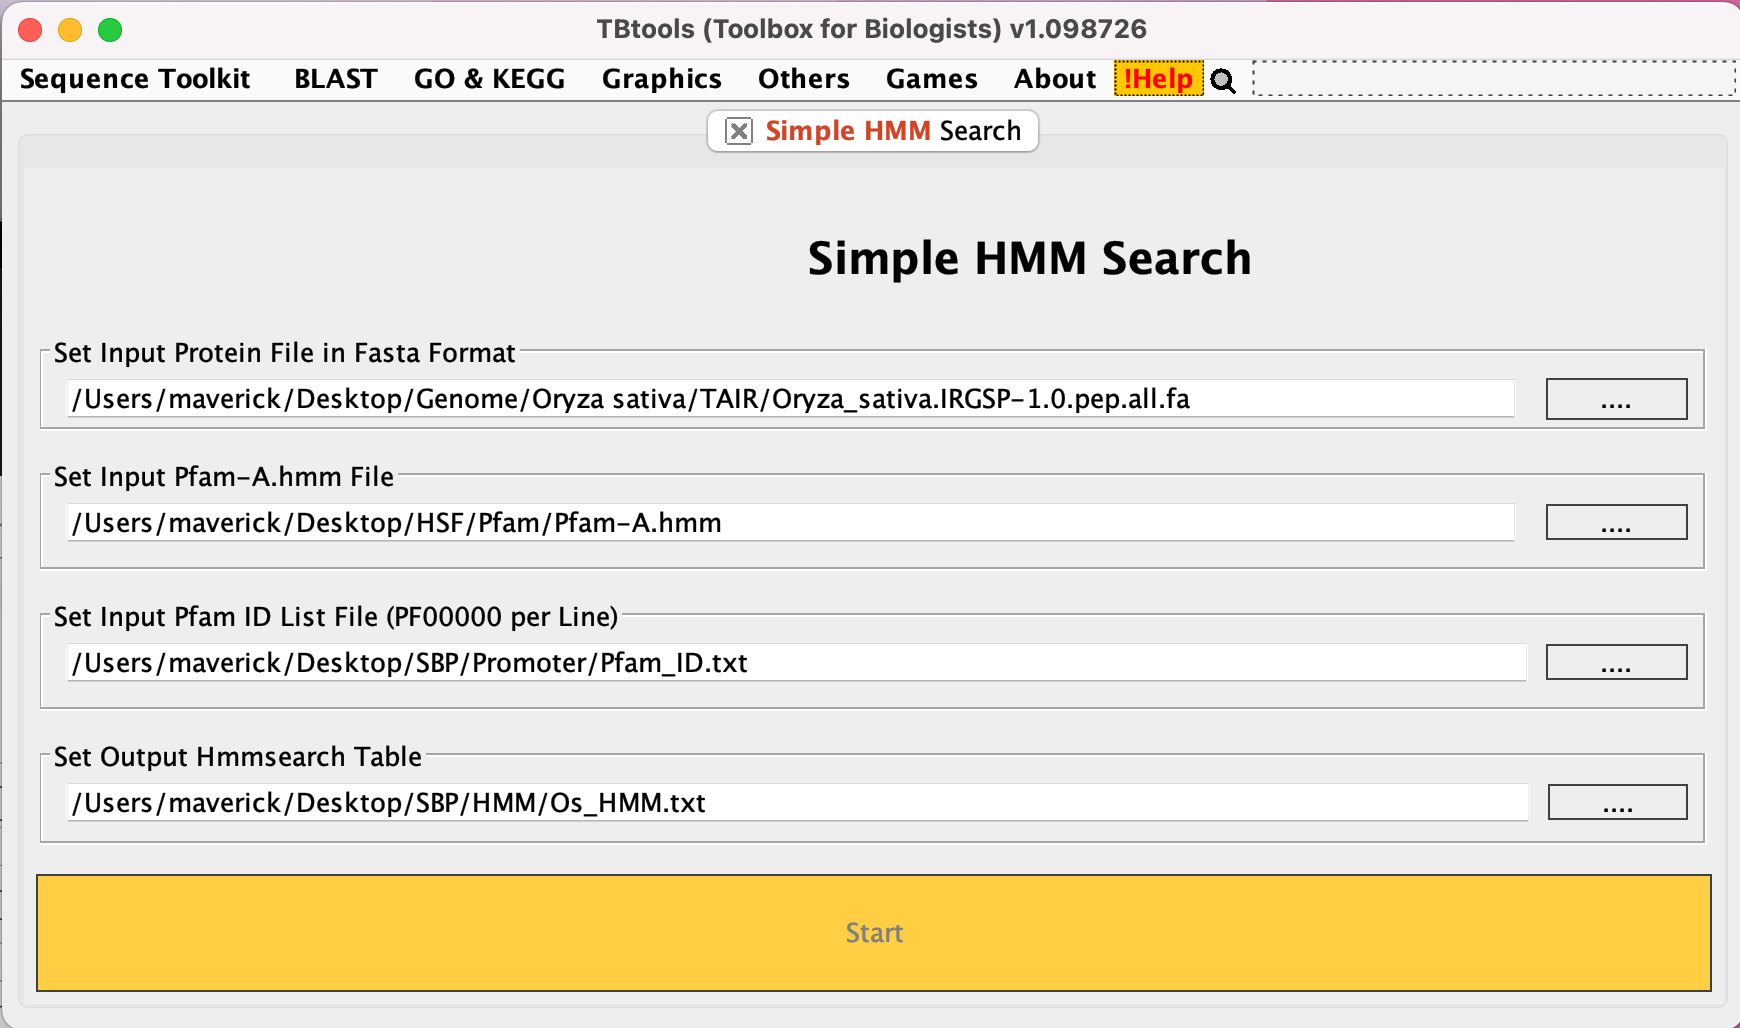 TBtools (Toolbox for Biologists) v1.098726
Sequence Toolkit BLAST GO & KEGG Graphics Others Games About !Help
Simple HMM Search
Simple HMM Search
Set Input Protein File in Fasta Format
/Users/maverick/Desktop/Genome/Oryza sativa/TAIR/Oryza_sativa.IRGSP-1.0.pep.all.fa ....
Set Input Pfam-A.hmm File
/Users/maverick/Desktop/HSF/Pfam/Pfam-A.hmm ....
Set Input Pfam ID List File (PF00000 per Line)
/Users/maverick/Desktop/SBP/Promoter/Pfam_ID.txt ....
Set Output Hmmsearch Table
/Users/maverick/Desktop/SBP/HMM/Os_HMM.txt ....
Start